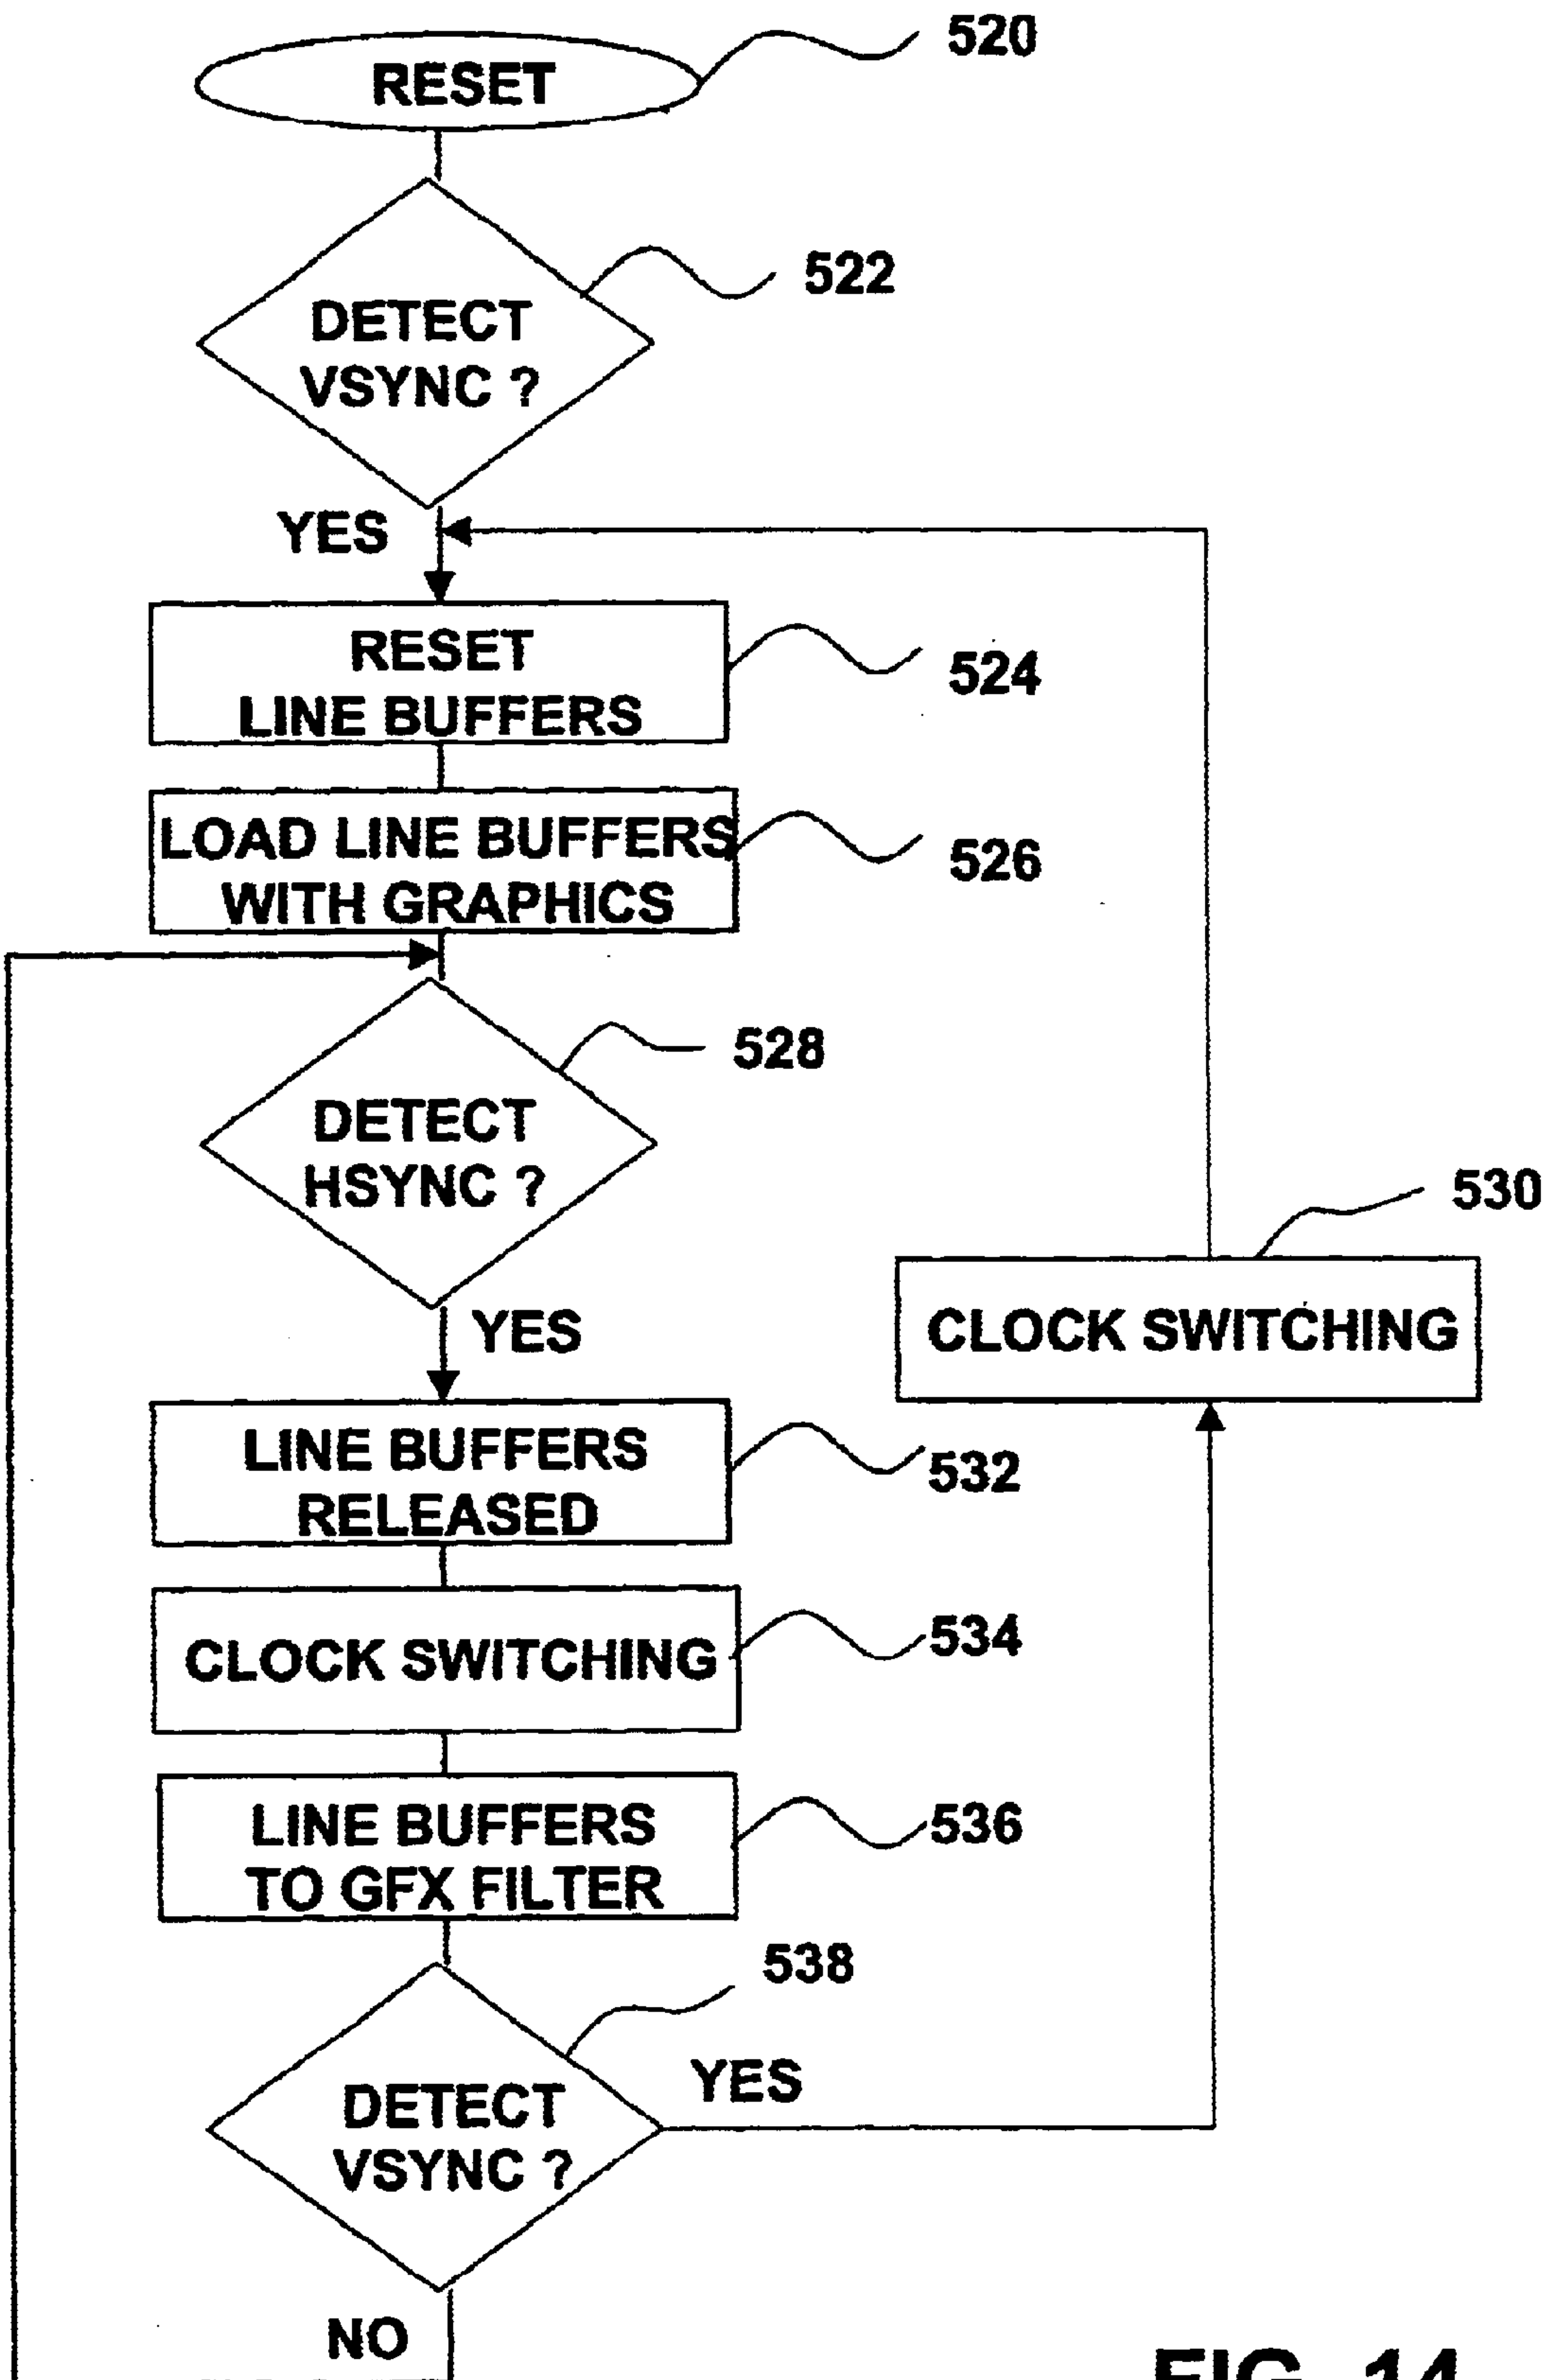 RESET
520
DETECT
VSYNC ?
522
YES
RESET
LINE BUFFERS
524
LOAD LINE BUFFERS
WITH GRAPHICS
526
DETECT
HSYNC ?
528
YES
530
CLOCK SWITCHING
LINE BUFFERS
RELEASED
532
CLOCK SWITCHING
534
LINE BUFFERS
TO GFX FILTER
536
538
DETECT
VSYNC ?
YES
NO
FIG. 14